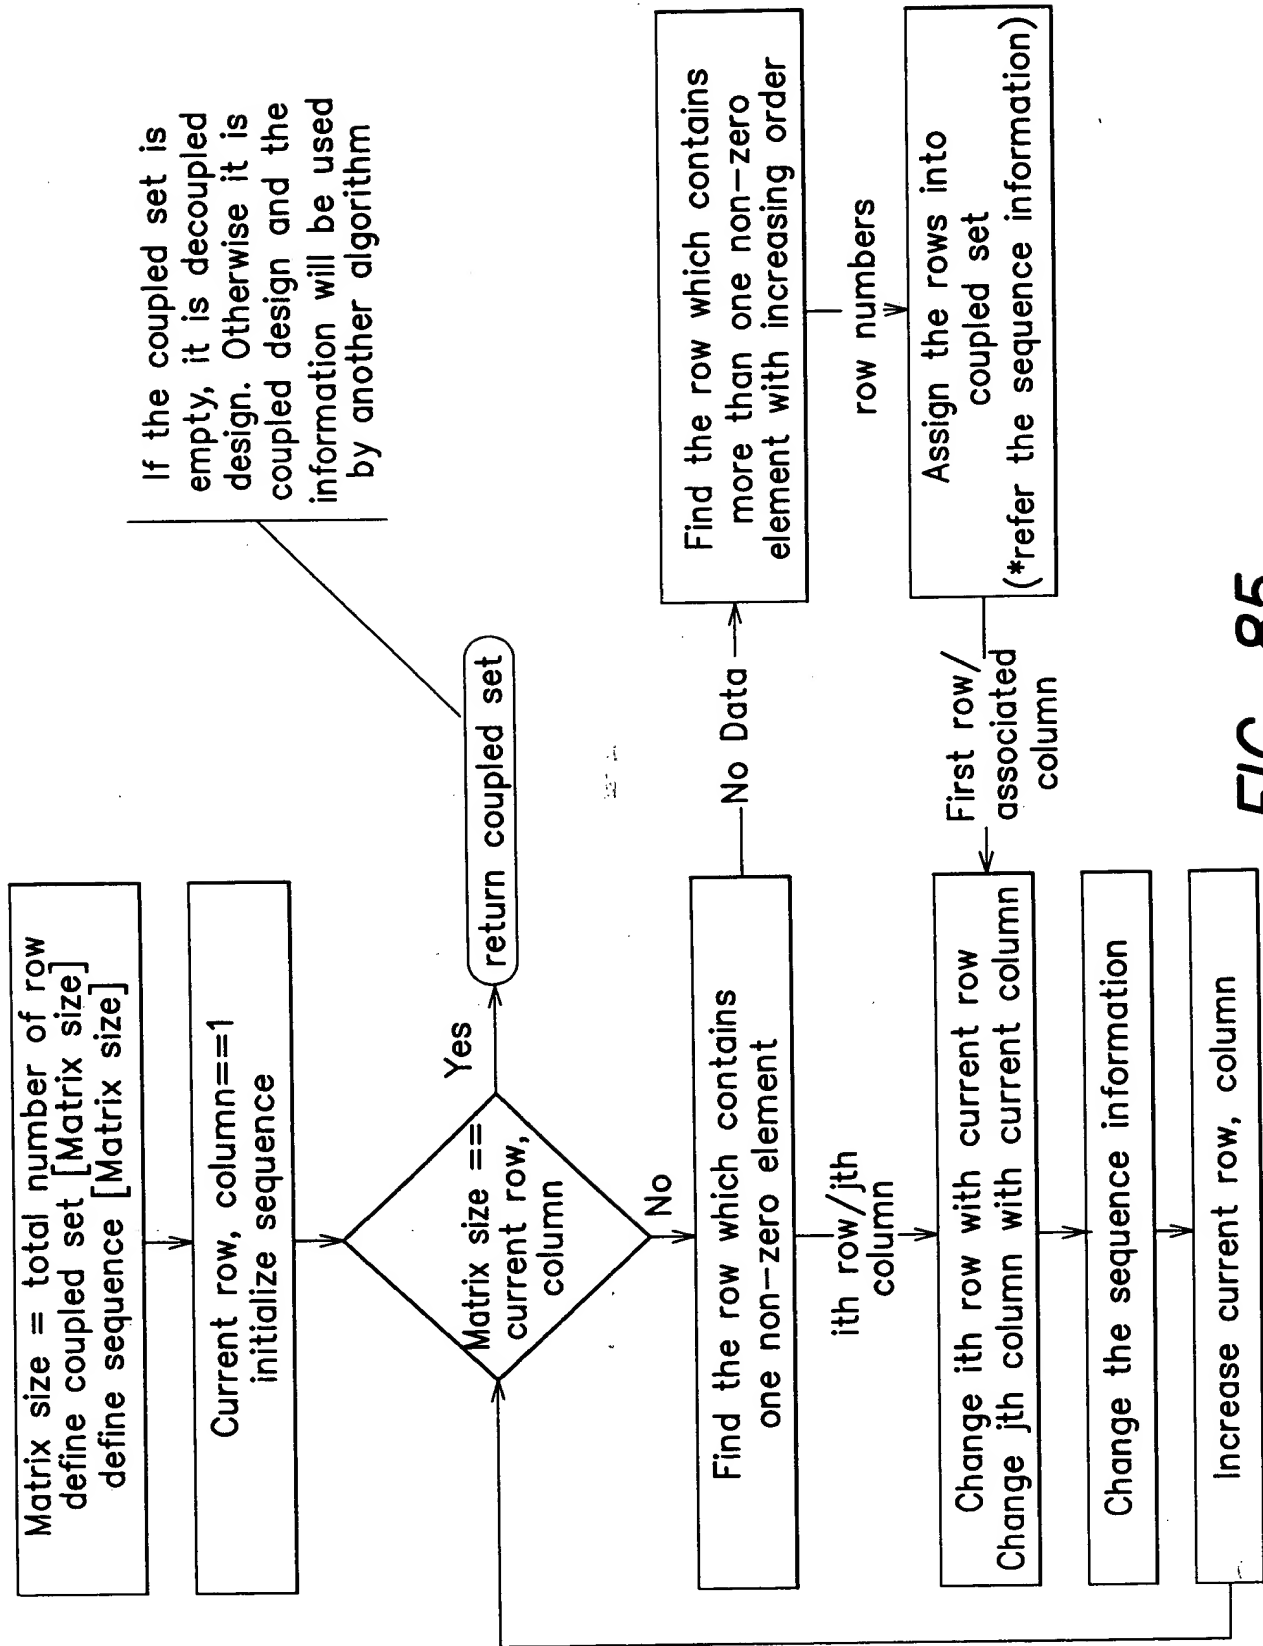 Matrix size = total number of row
define coupled set [Matrix size]
define sequence [Matrix size]
Current row, column==1
initialize sequence
Matrix size ==
current row,
column
Yes
return coupled set
If the coupled set is
empty, it is decoupled
design. Otherwise it is
coupled design and the
information will be used
by another algorithm
No
Find the row which contains
one non-zero element
No Data
Find the row which contains
more than one non-zero
element with increasing order
row numbers
Assign the rows into
coupled set
(*refer the sequence information)
First row/
associated
column
ith row/jth
column
Change ith row with current row
Change jth column with current column
Change the sequence information
Increase current row, column
FIG. 85